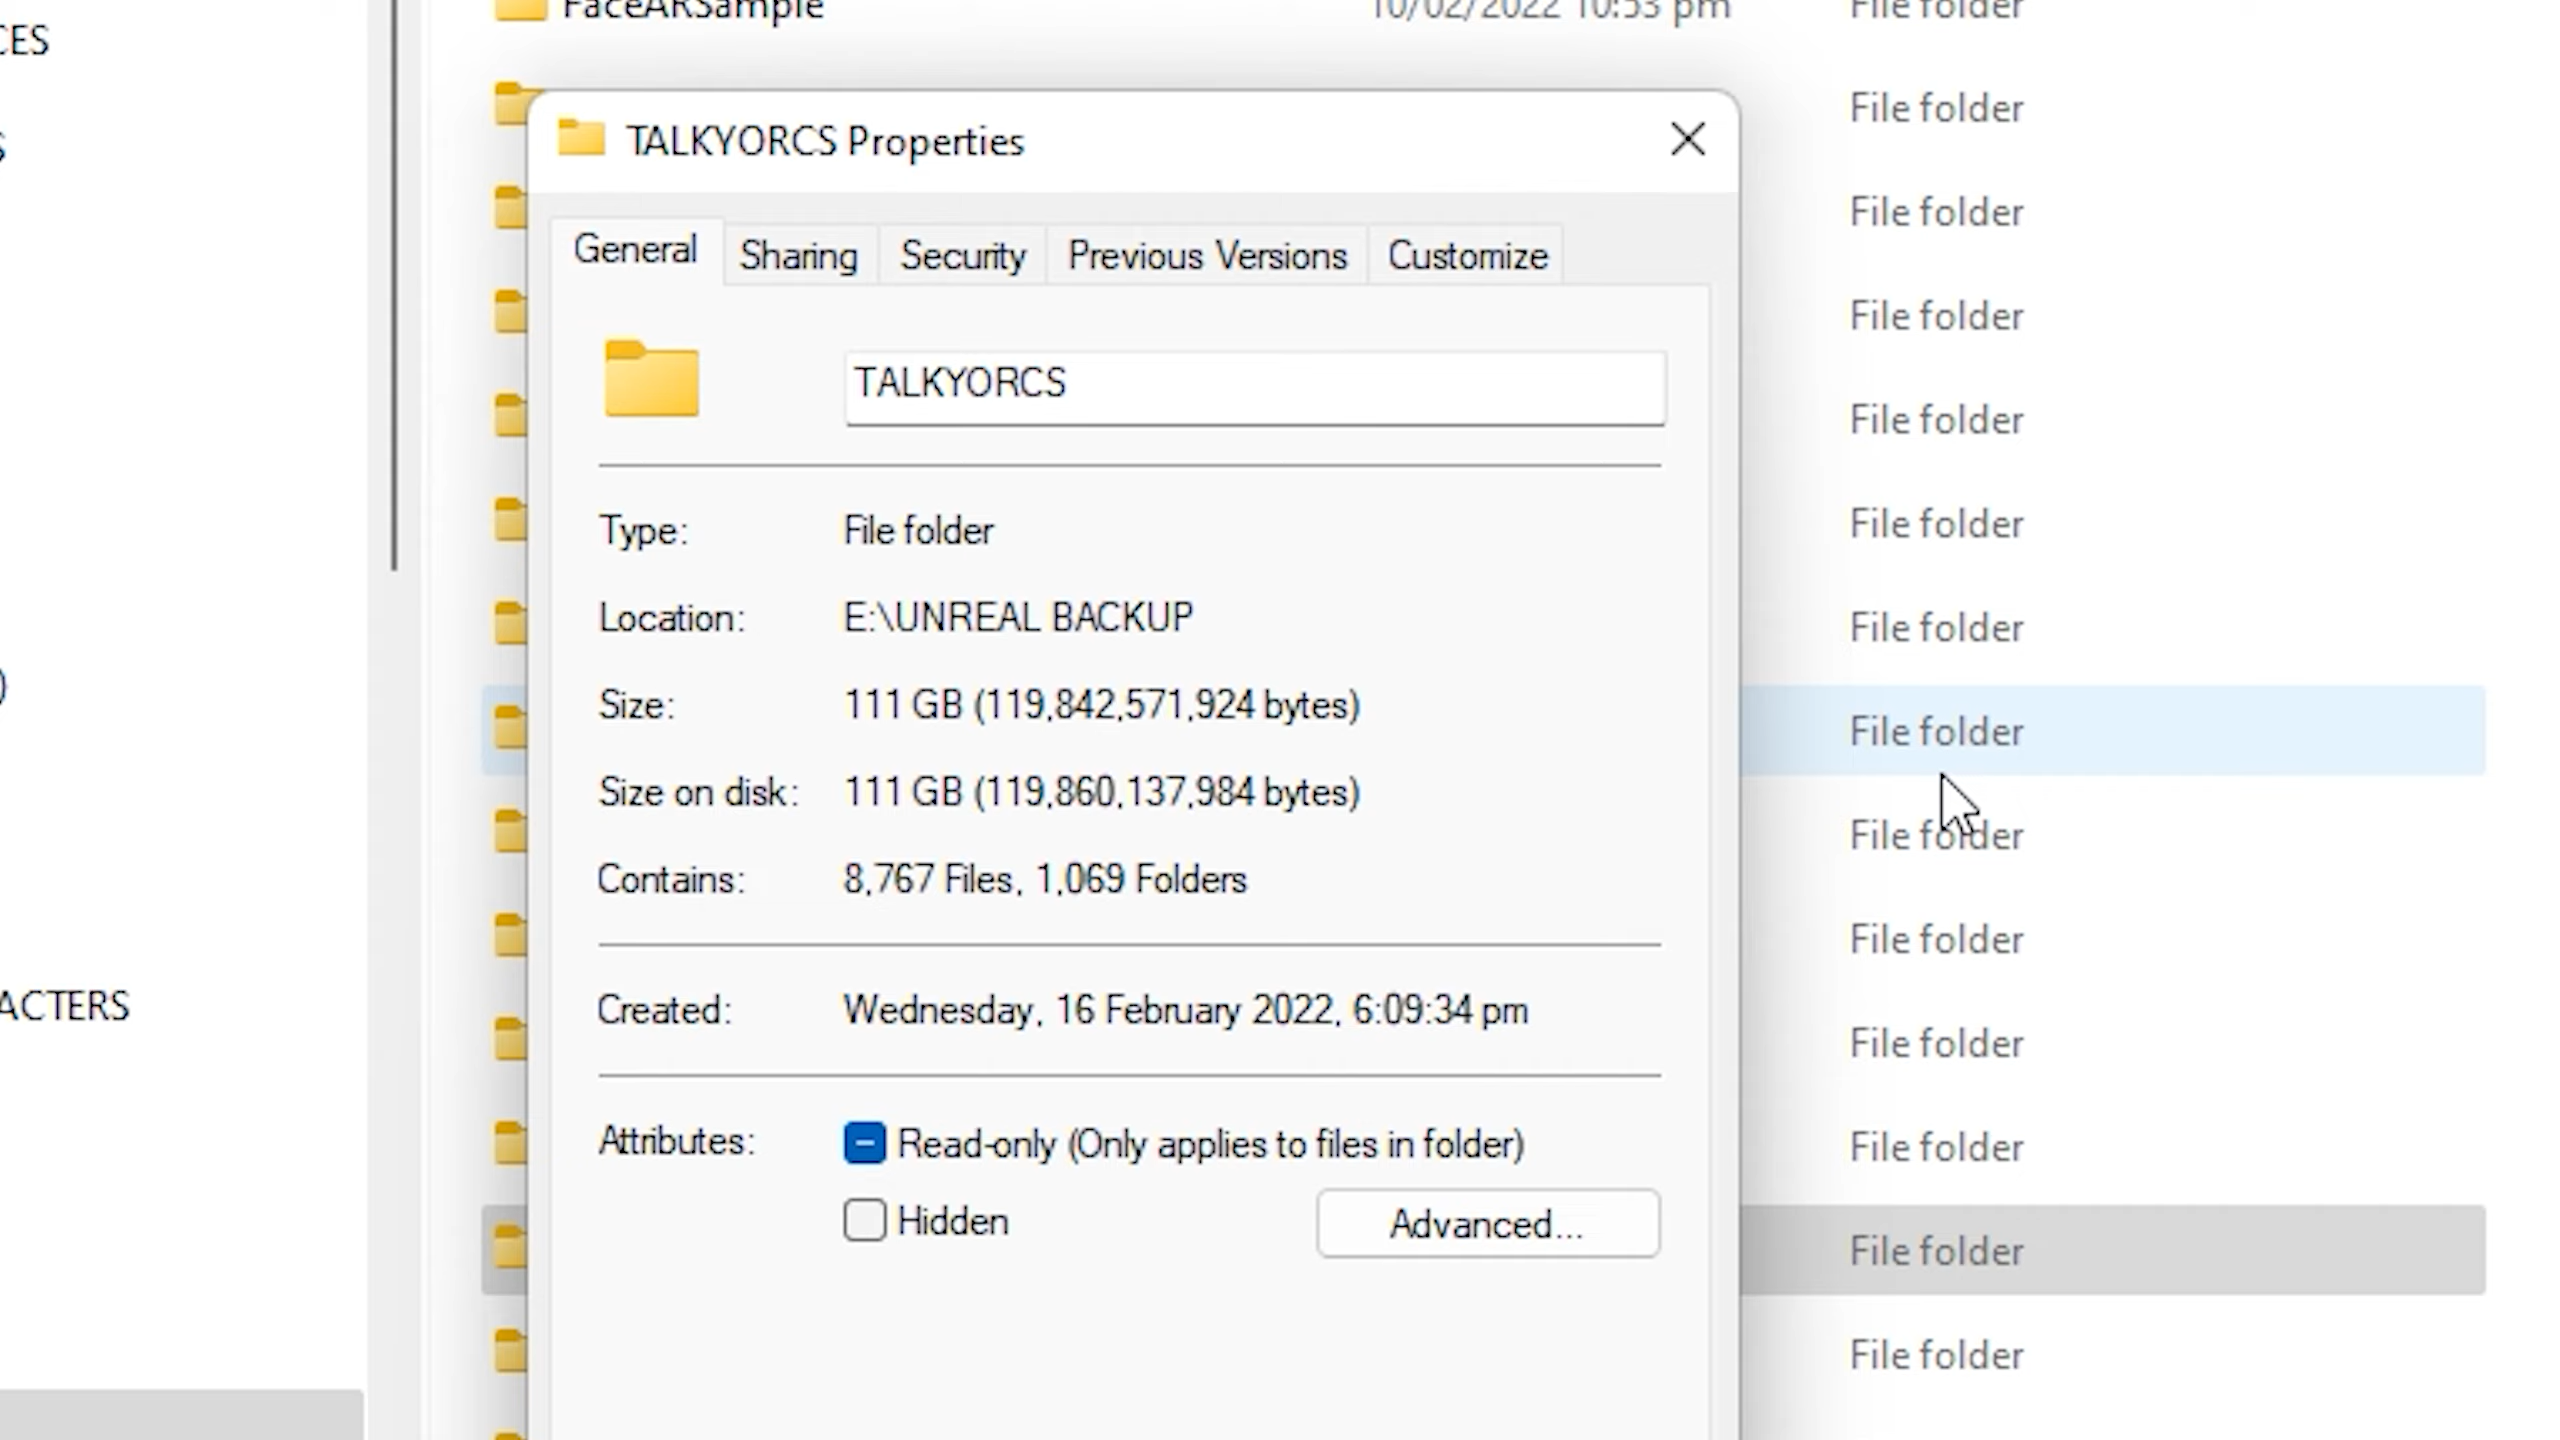 FaceARSample 10/02/2022 10:53 pm File folder
CES
File folder
TALKYORCS Properties
S
File folder
General Sharing Security Previous Versions Customize
File folder
TALKYORCS
File folder
Type: File folder
File folder
Location: E:\UNREAL BACKUP
File folder
)
Size: 111 GB (119,842,571,924 bytes)
File folder
Size on disk: 111 GB (119,860,137,984 bytes)
File folder
Contains: 8,767 Files, 1,069 Folders
File folder
ACTERS
Created: Wednesday, 16 February 2022, 6:09:34 pm
File folder
Attributes: Read-only (Only applies to files in folder)
File folder
Hidden Advanced...
File folder
File folder